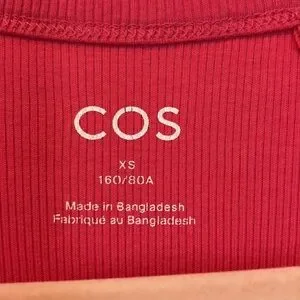 COS
XS
160/80A
Made in Bangladesh
Fabriqué au Bangladesh